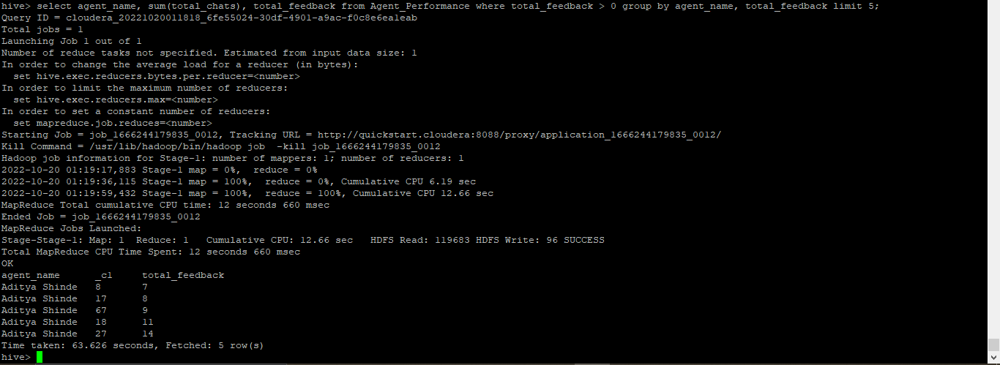 hive> select agent_name, sum(total_chats), total_feedback from Agent_Performance where total_feedback > 0 group by agent_name, total_feedback limit 5;
Query ID = cloudera_20221020011818_6fe55024-30df-4901-a9ac-f0c8e6ea1eab
Total jobs = 1
Launching Job 1 out of 1
Number of reduce tasks not specified. Estimated from input data size: 1
In order to change the average load for a reducer (in bytes):
  set hive.exec.reducers.bytes.per.reducer=<number>
In order to limit the maximum number of reducers:
  set hive.exec.reducers.max=<number>
In order to set a constant number of reducers:
  set mapreduce.job.reduces=<number>
Starting Job = job_1666244179835_0012, Tracking URL = http://quickstart.cloudera:8088/proxy/application_1666244179835_0012/
Kill Command = /usr/lib/hadoop/bin/hadoop job  -kill job_1666244179835_0012
Hadoop job information for Stage-1: number of mappers: 1; number of reducers: 1
2022-10-20 01:19:17,883 Stage-1 map = 0%,  reduce = 0%
2022-10-20 01:19:36,115 Stage-1 map = 100%,  reduce = 0%, Cumulative CPU 6.19 sec
2022-10-20 01:19:59,432 Stage-1 map = 100%,  reduce = 100%, Cumulative CPU 12.66 sec
MapReduce Total cumulative CPU time: 12 seconds 660 msec
Ended Job = job_1666244179835_0012
MapReduce Jobs Launched:
Stage-Stage-1: Map: 1  Reduce: 1   Cumulative CPU: 12.66 sec   HDFS Read: 119683 HDFS Write: 96 SUCCESS
Total MapReduce CPU Time Spent: 12 seconds 660 msec
OK
agent_name      _c1     total_feedback
Aditya Shinde   8       7
Aditya Shinde   17      8
Aditya Shinde   67      9
Aditya Shinde   18      11
Aditya Shinde   27      14
Time taken: 63.626 seconds, Fetched: 5 row(s)
hive>